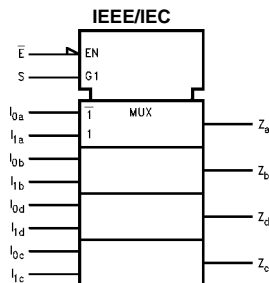 IEEE/IEC
E̅ EN
S G1
I0a 1̅ MUX
I1a 1 Za
I0b
I1b Zb
I0d
I1d Zd
I0c
I1c Zc